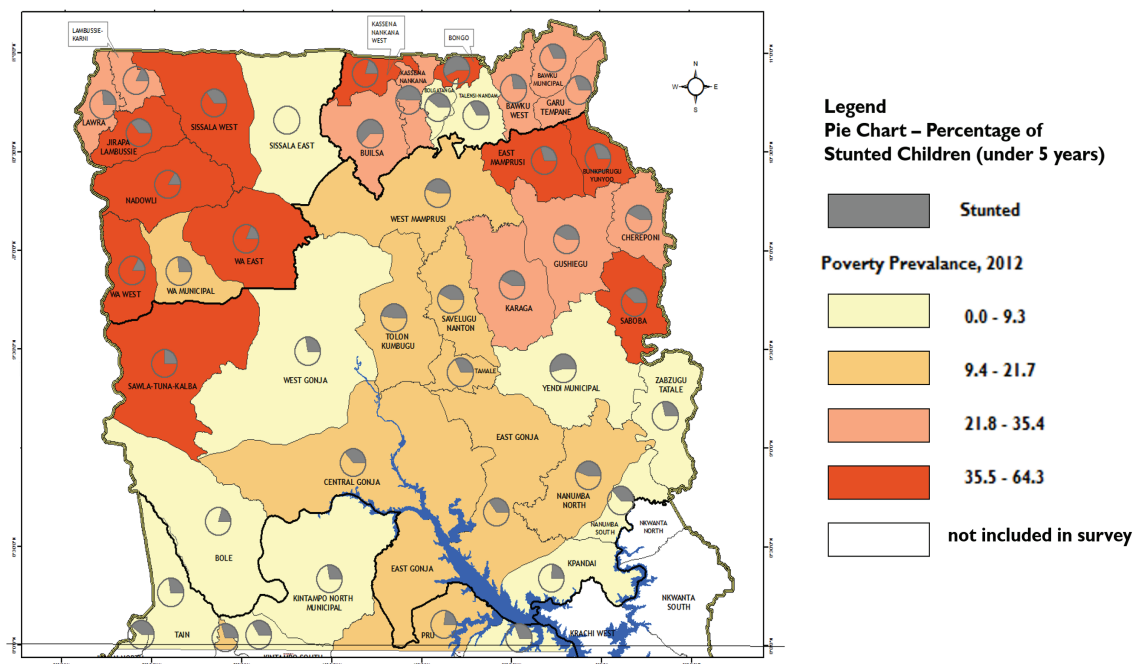 LAMBUSSIE-
KARNI
KASSENA
NANKANA
WEST
BONGO
N
W
E
S
LAWRA
JIRAPA
LAMBUSSIE
SISSALA WEST
SISSALA EAST
KASSENA
NANKANA
BUILSA
BOLGATANGA
TALENSI-NANDAM
BAWKU
WEST
BAWKU
MUNICIPAL
GARU
TEMPANE
EAST
MAMPRUSI
BUNKPURUGU
YUNYOO
NADOWLI
WEST MAMPRUSI
CHEREPONI
GUSHIEGU
WA EAST
WA WEST
WA MUNICIPAL
KARAGA
SABOBA
SAVELUGU
NANTON
TOLON
KUMBUGU
TAMALE
SAWLA-TUNA-KALBA
WEST GONJA
YENDI MUNICIPAL
ZABZUGU
TATALE
EAST GONJA
CENTRAL GONJA
NANUMBA
NORTH
NANUMBA
SOUTH
NKWANTA
NORTH
BOLE
EAST GONJA
KPANDAI
KINTAMPO NORTH
MUNICIPAL
NKWANTA
SOUTH
TAIN
PRU
KRACHI WEST
KINTAMPO SOUTH
Legend
Pie Chart – Percentage of
Stunted Children (under 5 years)
Stunted
Poverty Prevalance, 2012
0.0 - 9.3
9.4 - 21.7
21.8 - 35.4
35.5 - 64.3
not included in survey